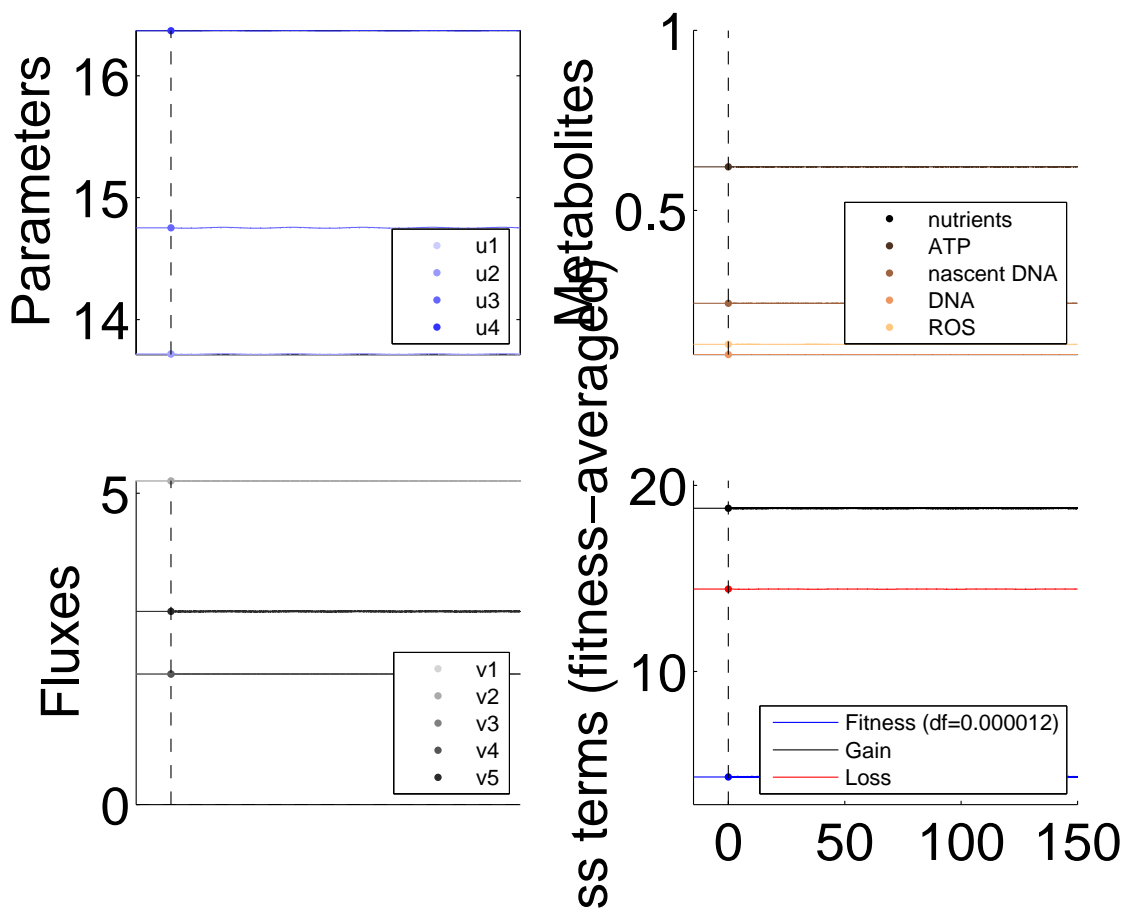 Parameters
16
15
14
u1
u2
u3
u4
Metabolites
1
0.5
nutrients
ATP
nascent DNA
DNA
ROS
Fluxes
5
0
v1
v2
v3
v4
v5
ss terms (fitness−averaged)
20
10
Fitness (df=0.000012)
Gain
Loss
0 50 100 150